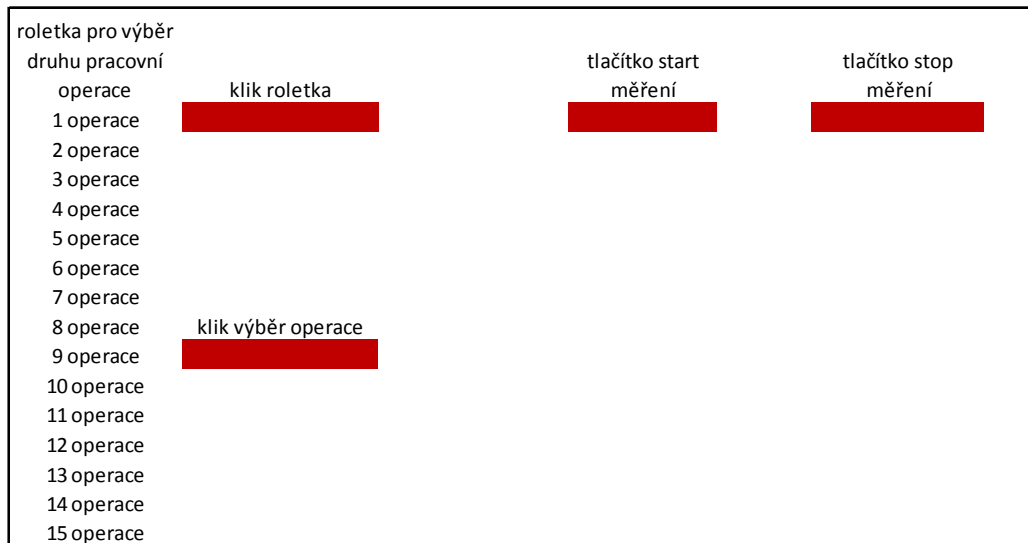 roletka pro výběr
druhu pracovní tlačítko start tlačítko stop
operace klik roletka měření měření
1 operace
2 operace
3 operace
4 operace
5 operace
6 operace
7 operace
8 operace klik výběr operace
9 operace
10 operace
11 operace
12 operace
13 operace
14 operace
15 operace